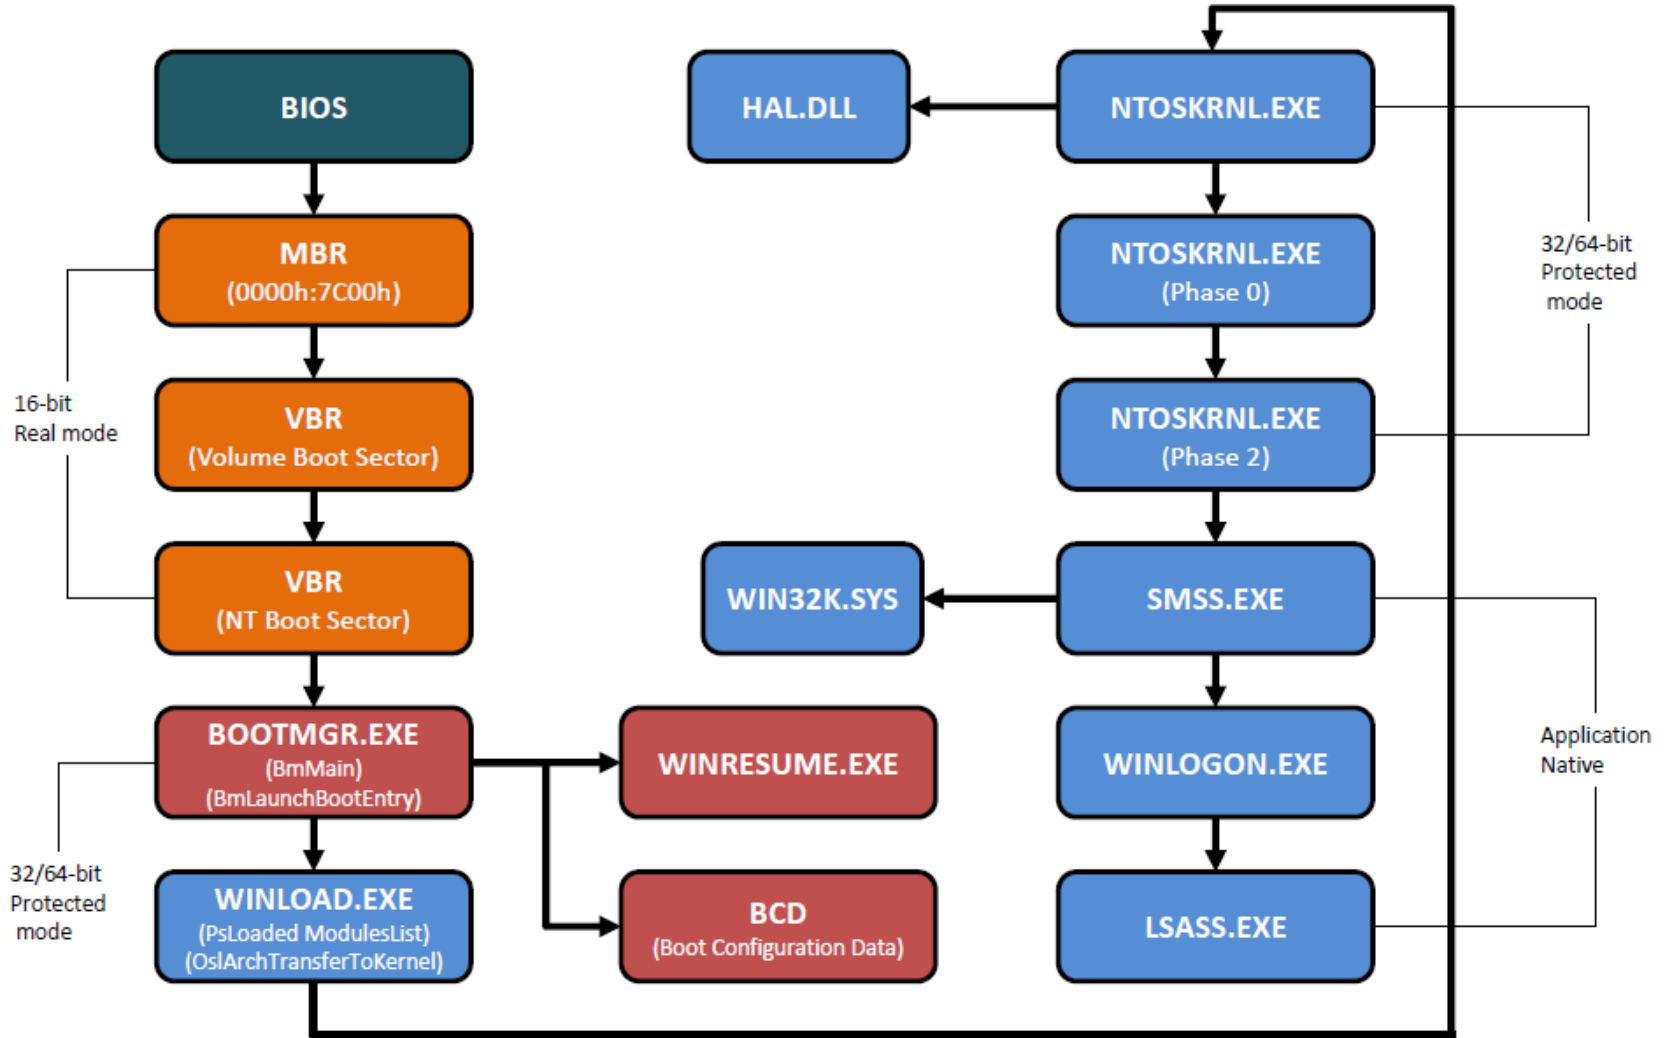 BIOS
MBR
(0000h:7C00h)
16-bit
Real mode
VBR
(Volume Boot Sector)
VBR
(NT Boot Sector)
BOOTMGR.EXE
(BmMain)
(BmLaunchBootEntry)
32/64-bit
Protected
mode
WINLOAD.EXE
(PsLoaded ModulesList)
(OslArchTransferToKernel)
WINRESUME.EXE
BCD
(Boot Configuration Data)
HAL.DLL
NTOSKRNL.EXE
NTOSKRNL.EXE
(Phase 0)
32/64-bit
Protected
mode
NTOSKRNL.EXE
(Phase 2)
WIN32K.SYS
SMSS.EXE
WINLOGON.EXE
Application
Native
LSASS.EXE